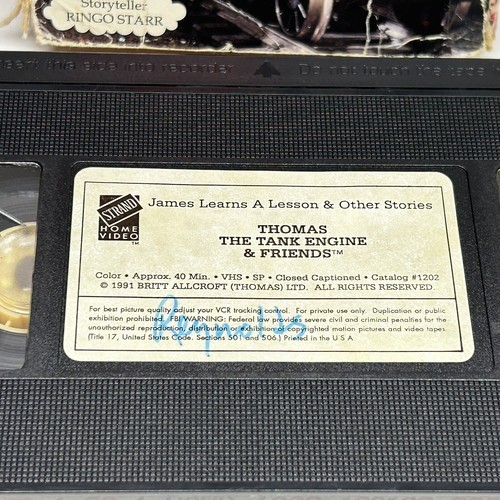 Storyteller
RINGO STARR
Insert this side into recorder Do not touch the tape
STRAND
HOME
VIDEO™
James Learns A Lesson & Other Stories
THOMAS
THE TANK ENGINE
& FRIENDS™
Color • Approx. 40 Min. • VHS • SP • Closed Captioned • Catalog #1202
© 1991 BRITT ALLCROFT (THOMAS) LTD. ALL RIGHTS RESERVED
For best picture quality adjust your VCR tracking control. For private use only. Duplication or public
exhibition prohibited. FBI WARNING: Federal law provides severe civil and criminal penalties for the
unauthorized reproduction, distribution copyrighted motion pictures and video tapes.
(Title 17, United States Code, Sections 501 and 506.) Printed in the U S A
Reynolds